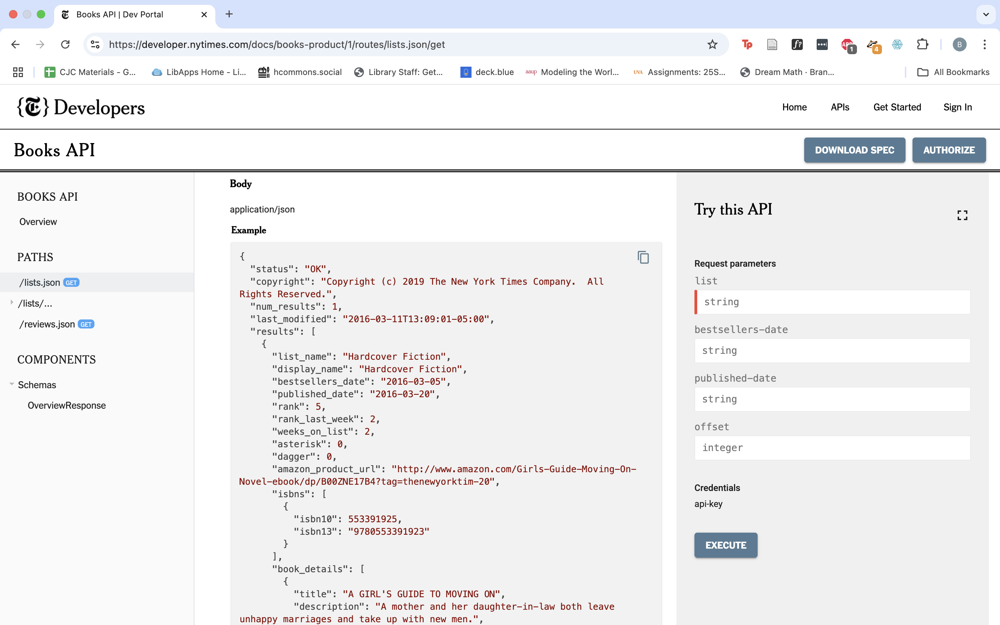 Books API | Dev Portal
https://developer.nytimes.com/docs/books-product/1/routes/lists.json/get
Tp
f?
ABP
1
4
B
CJC Materials - G...
LibApps Home - Li...
hcommons.social
Library Staff: Get...
deck.blue
aaup Modeling the Worl...
UVA Assignments: 25S...
Dream Math · Bran...
All Bookmarks
{T} Developers
Home
APIs
Get Started
Sign In
Books API
DOWNLOAD SPEC
AUTHORIZE
BOOKS API
Overview
PATHS
/lists.json GET
/lists/...
/reviews.json GET
COMPONENTS
Schemas
OverviewResponse
Body
application/json
Example
{
"status": "OK",
"copyright": "Copyright (c) 2019 The New York Times Company.  All
Rights Reserved.",
"num_results": 1,
"last_modified": "2016-03-11T13:09:01-05:00",
"results": [
{
"list_name": "Hardcover Fiction",
"display_name": "Hardcover Fiction",
"bestsellers_date": "2016-03-05",
"published_date": "2016-03-20",
"rank": 5,
"rank_last_week": 2,
"weeks_on_list": 2,
"asterisk": 0,
"dagger": 0,
"amazon_product_url": "http://www.amazon.com/Girls-Guide-Moving-On-
Novel-ebook/dp/B00ZNE17B4?tag=thenewyorktim-20",
"isbns": [
{
"isbn10": 553391925,
"isbn13": "9780553391923"
}
],
"book_details": [
{
"title": "A GIRL'S GUIDE TO MOVING ON",
"description": "A mother and her daughter-in-law both leave
unhappy marriages and take up with new men.",
Try this API
Request parameters
list
string
bestsellers-date
string
published-date
string
offset
integer
Credentials
api-key
EXECUTE